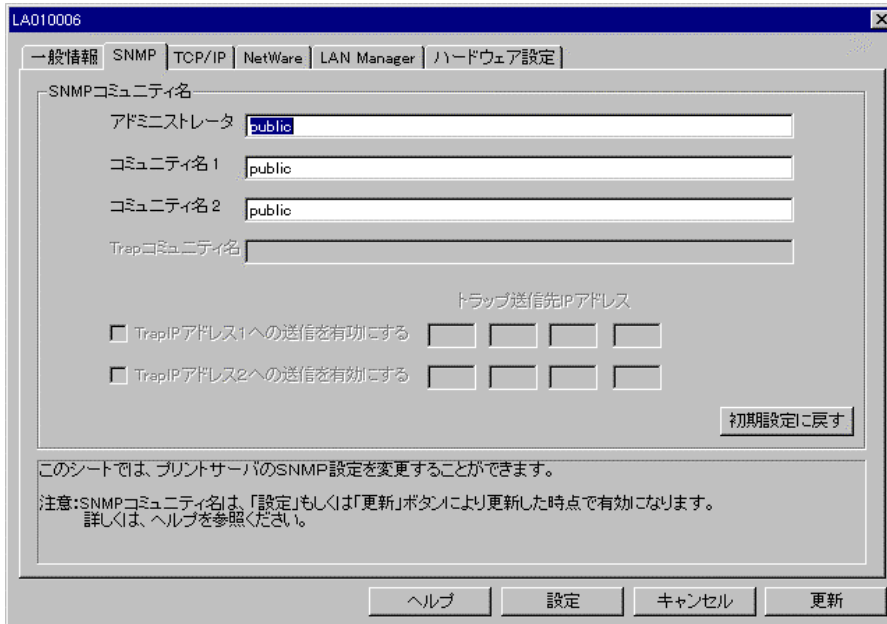 LA010006
一般情報 SNMP TCP/IP NetWare LAN Manager ハードウェア設定
SNMPコミュニティ名
アドミニストレータ public
コミュニティ名1 public
コミュニティ名2 public
Trapコミュニティ名
トラップ送信先IPアドレス
TrapIPアドレス1への送信を有功にする
TrapIPアドレス2への送信を有効にする
初期設定に戻す
このシートでは、プリントサーバのSNMP設定を変更することができます。
注意:SNMPコミュニティ名は、「設定」もしくは「更新」ボタンにより更新した時点で有効になります。
詳しくは、ヘルプを参照ください。
ヘルプ 設定 キャンセル 更新